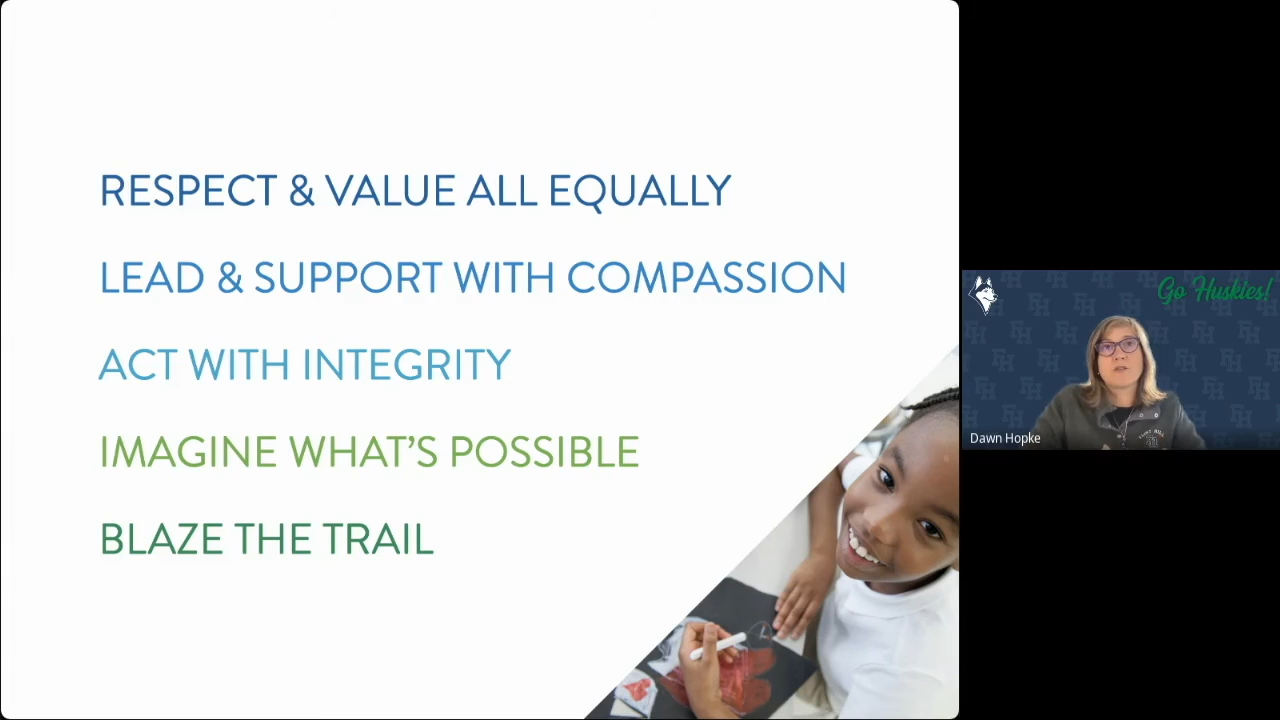 RESPECT & VALUE ALL EQUALLY
LEAD & SUPPORT WITH COMPASSION
ACT WITH INTEGRITY
IMAGINE WHAT’S POSSIBLE
BLAZE THE TRAIL
Go Huskies!
FH
Dawn Hopke